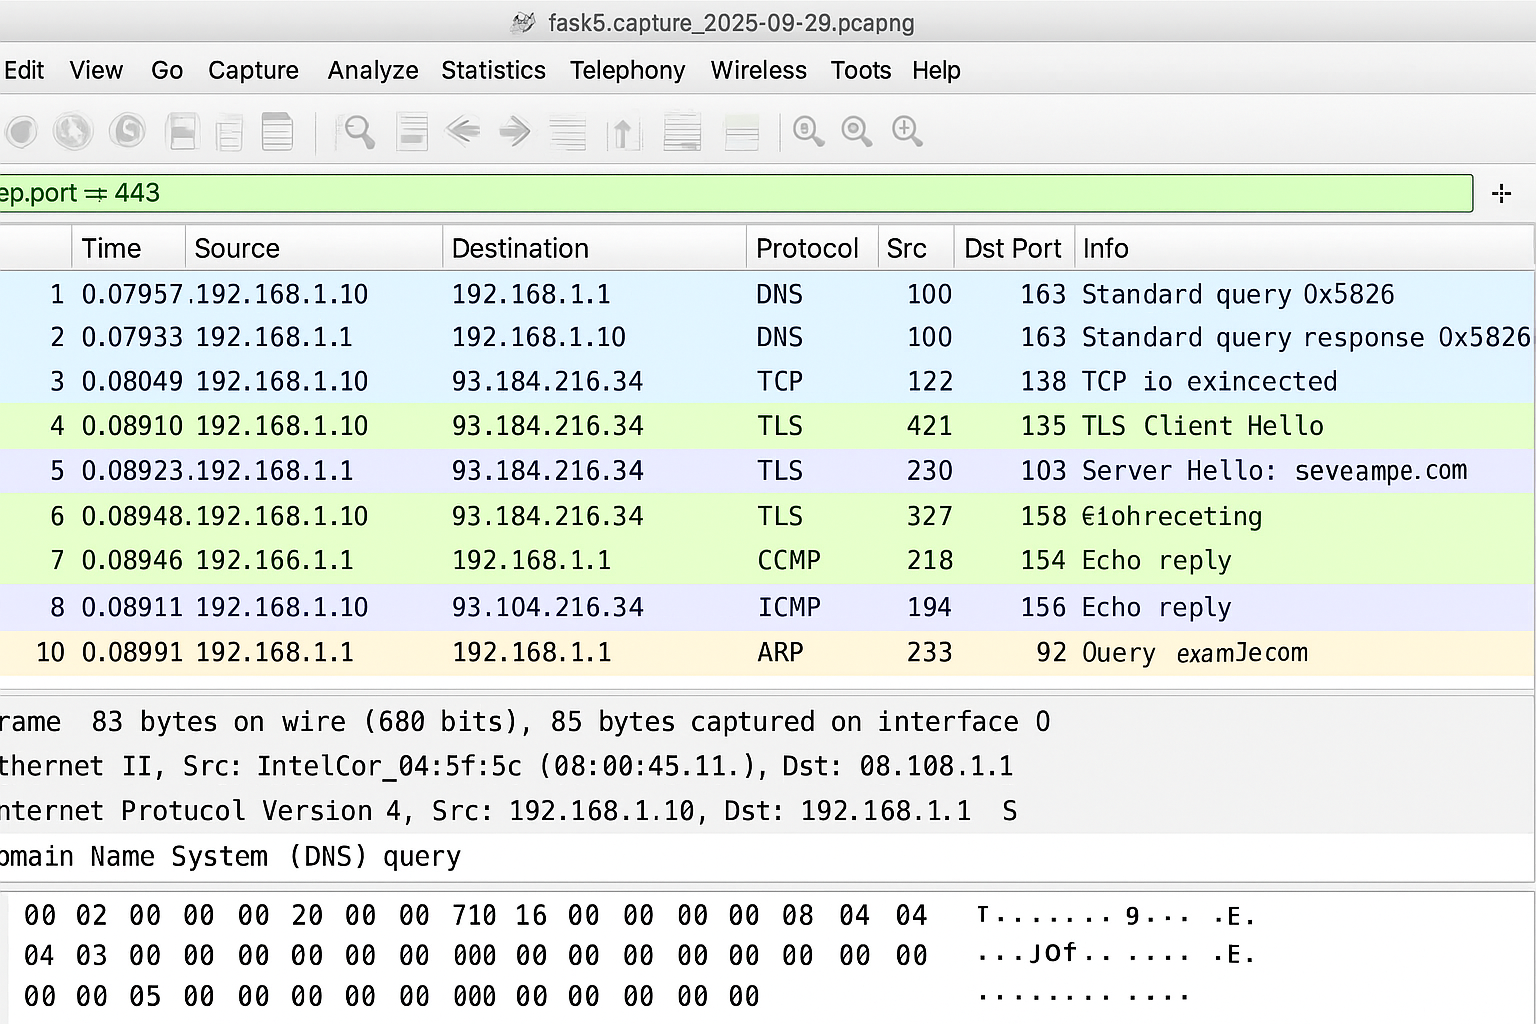 fask5.capture_2025-09-29.pcapng
Edit View Go Capture Analyze Statistics Telephony Wireless Toots Help
ep.port == 443
Time Source Destination Protocol Src Dst Port Info
1 0.07957. 192.168.1.10 192.168.1.1 DNS 100 163 Standard query 0x5826
2 0.07933 192.168.1.1 192.168.1.10 DNS 100 163 Standard query response 0x5826
3 0.08049 192.168.1.10 93.184.216.34 TCP 122 138 TCP io exincected
4 0.08910 192.168.1.10 93.184.216.34 TLS 421 135 TLS Client Hello
5 0.08923. 192.168.1.1 93.184.216.34 TLS 230 103 Server Hello: seveampe.com
6 0.08948. 192.168.1.10 93.184.216.34 TLS 327 158 €iohreceting
7 0.08946 192.166.1.1 192.168.1.1 CCMP 218 154 Echo reply
8 0.08911 192.168.1.10 93.104.216.34 ICMP 194 156 Echo reply
10 0.08991 192.168.1.1 192.168.1.1 ARP 233 92 Ouery examJecom
rame 83 bytes on wire (680 bits), 85 bytes captured on interface 0
thernet II, Src: IntelCor_04:5f:5c (08:00:45.11.), Dst: 08.108.1.1
nternet Protucol Version 4, Src: 192.168.1.10, Dst: 192.168.1.1 S
omain Name System (DNS) query
00 02 00 00 00 20 00 00 710 16 00 00 00 00 08 04 04 T....... 9... .E.
04 03 00 00 00 00 00 00 000 00 00 00 00 00 00 00 00 ...JOf.. .... .E.
00 00 05 00 00 00 00 00 000 00 00 00 00 00 ........ ....